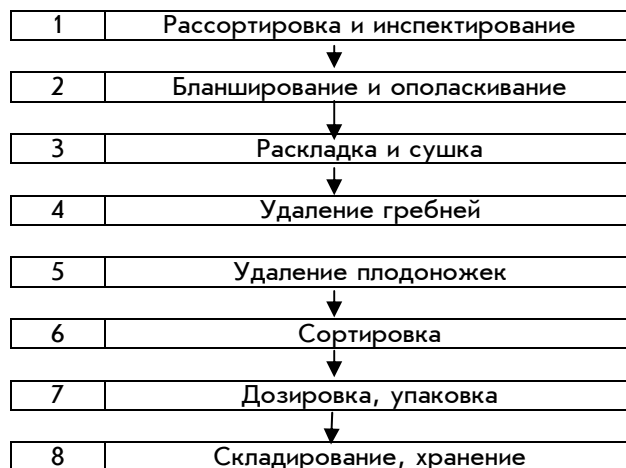 1 Рассортировка и инспектирование
2 Бланширование и ополаскивание
3 Раскладка и сушка
4 Удаление гребней
5 Удаление плодоножек
6 Сортировка
7 Дозировка, упаковка
8 Складирование, хранение